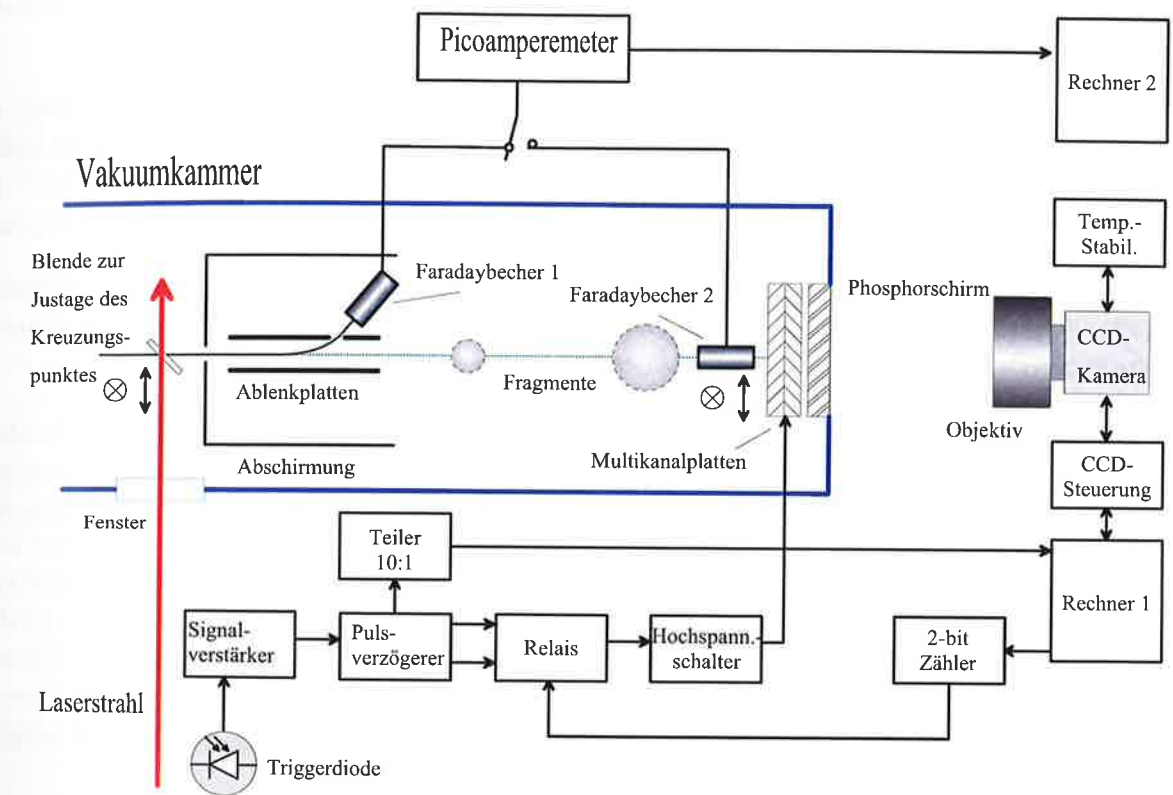 Picoamperemeter
Rechner 2
Vakuumkammer
Temp.-
Stabil.
Blende zur
Justage des
Kreuzungs-
punktes
Faradaybecher 1
Faradaybecher 2
Phosphorschirm
CCD-
Kamera
Ablenkplatten
Fragmente
Objektiv
Abschirmung
Multikanalplatten
CCD-
Steuerung
Fenster
Teiler
10:1
Rechner 1
Signal-
verstärker
Puls-
verzögerer
Relais
Hochspann.-
schalter
2-bit
Zähler
Laserstrahl
Triggerdiode